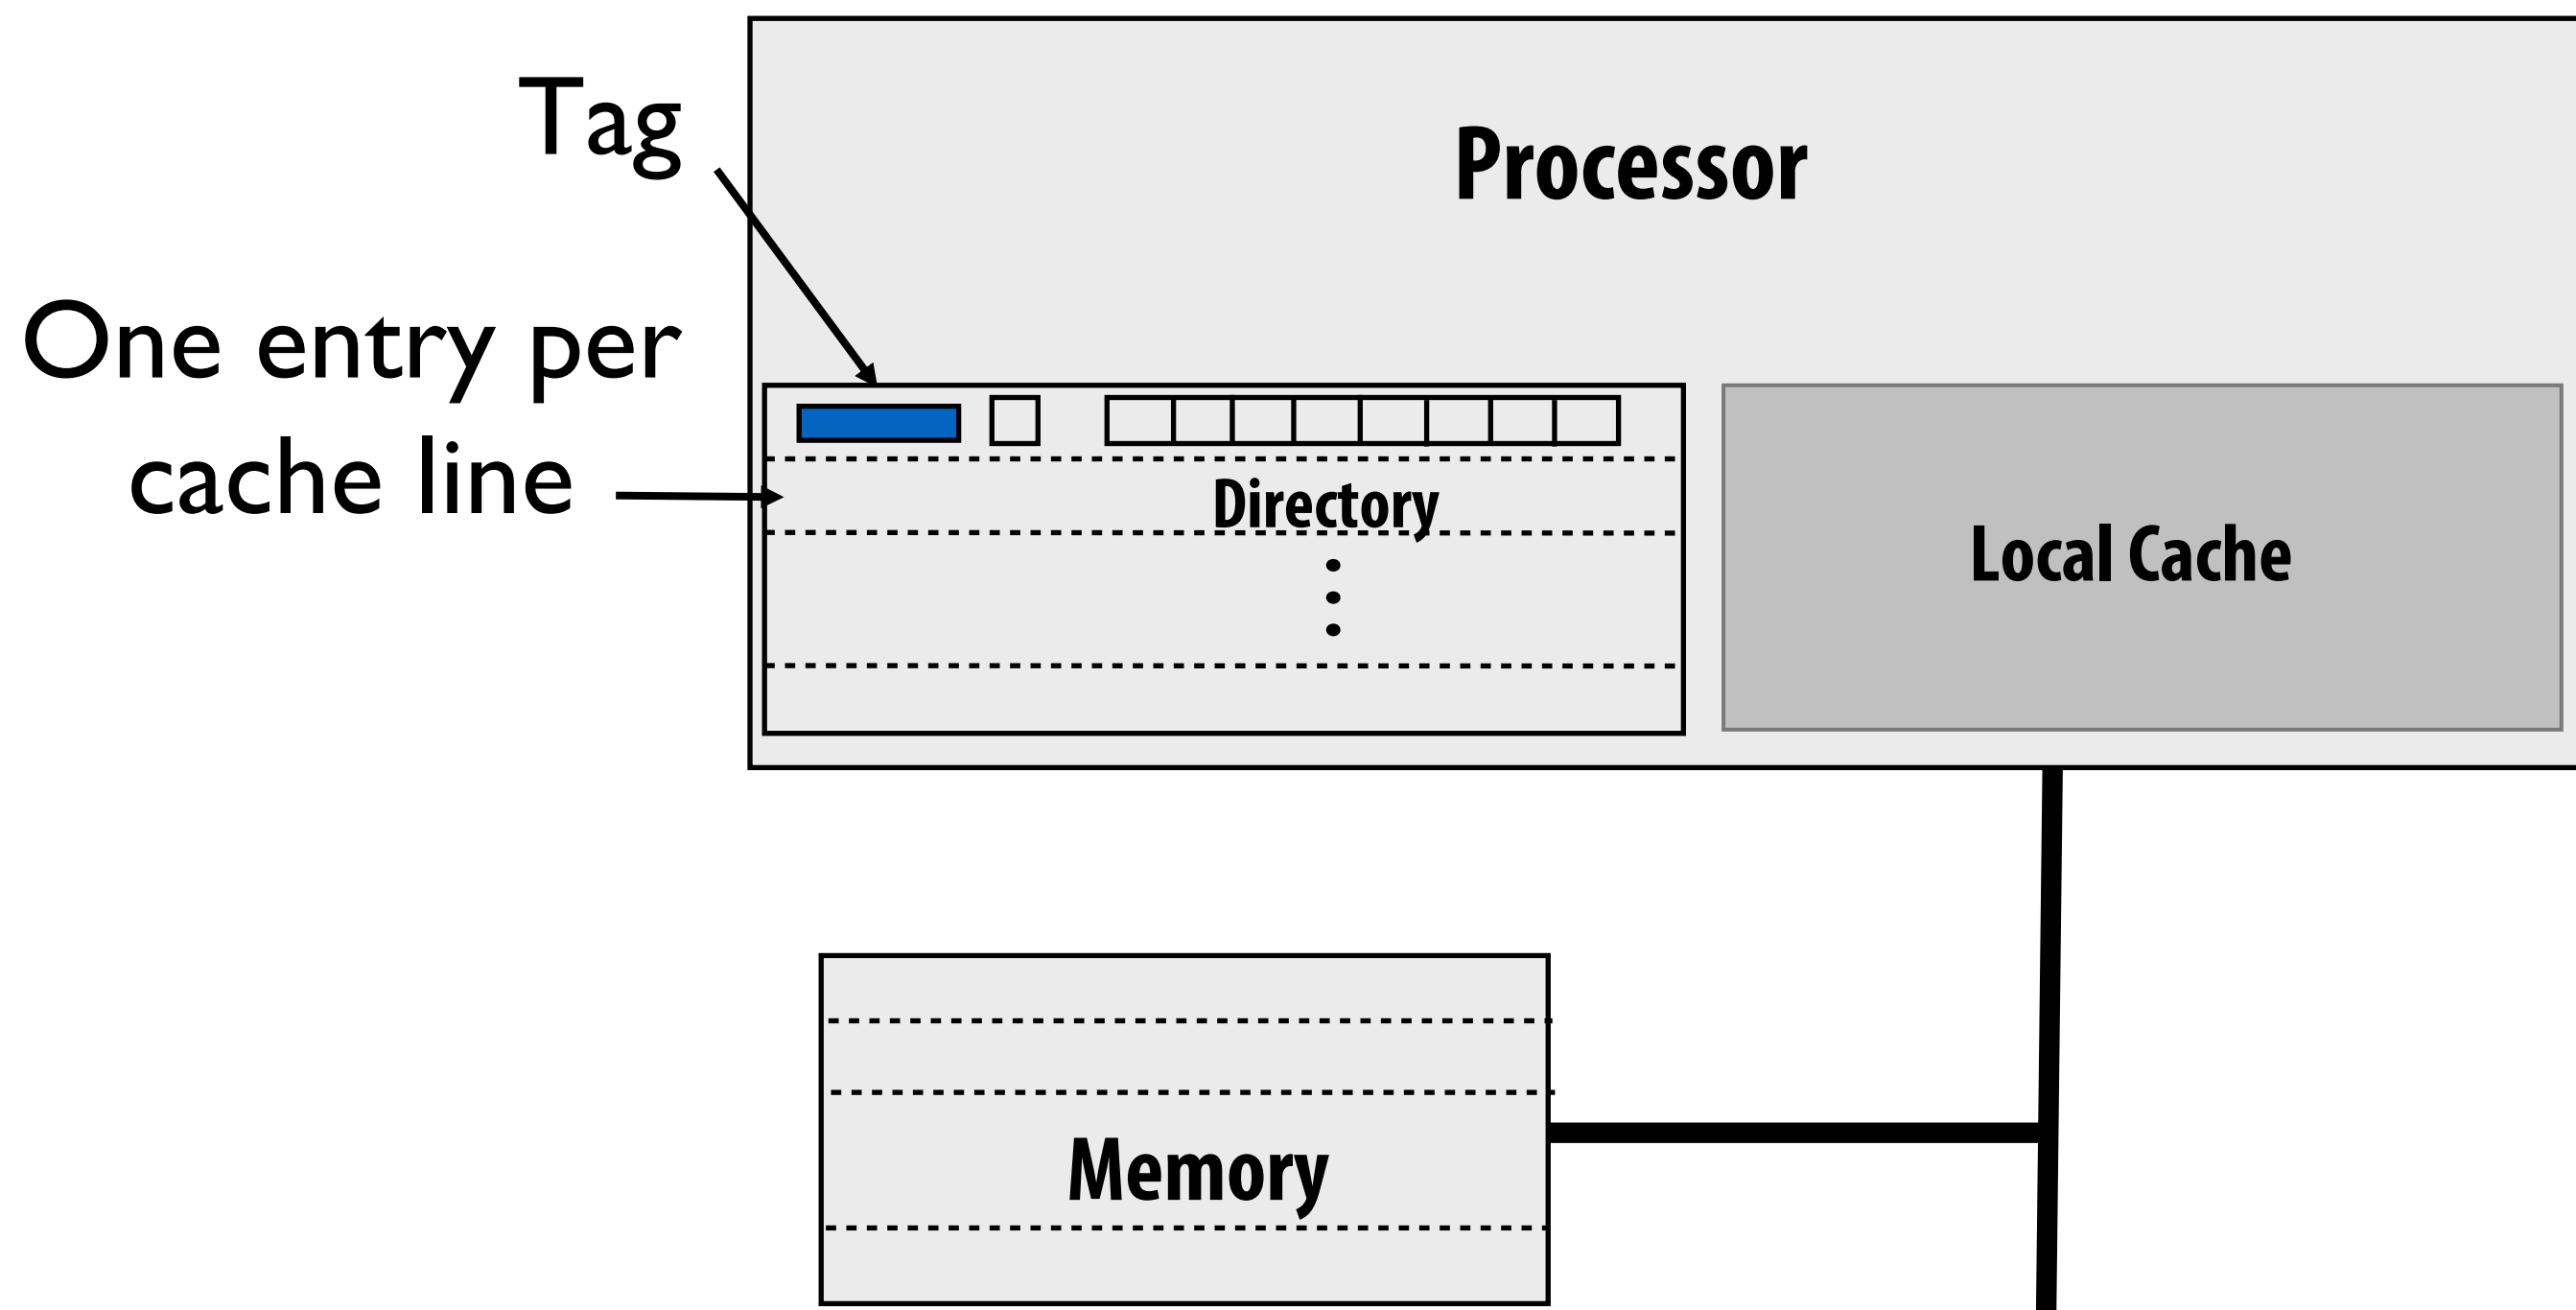 Tag
Processor
One entry per
cache line
Directory
Local Cache
Memory